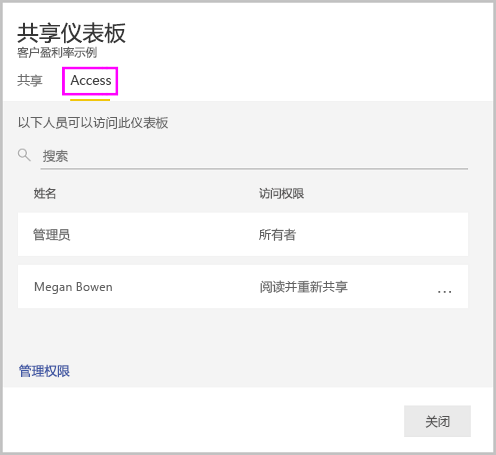 共享仪表板
客户盈利率示例
共享 Access
以下人员可以访问此仪表板
搜索
姓名 访问权限
管理员 所有者
Megan Bowen 阅读并重新共享 ...
管理权限
关闭